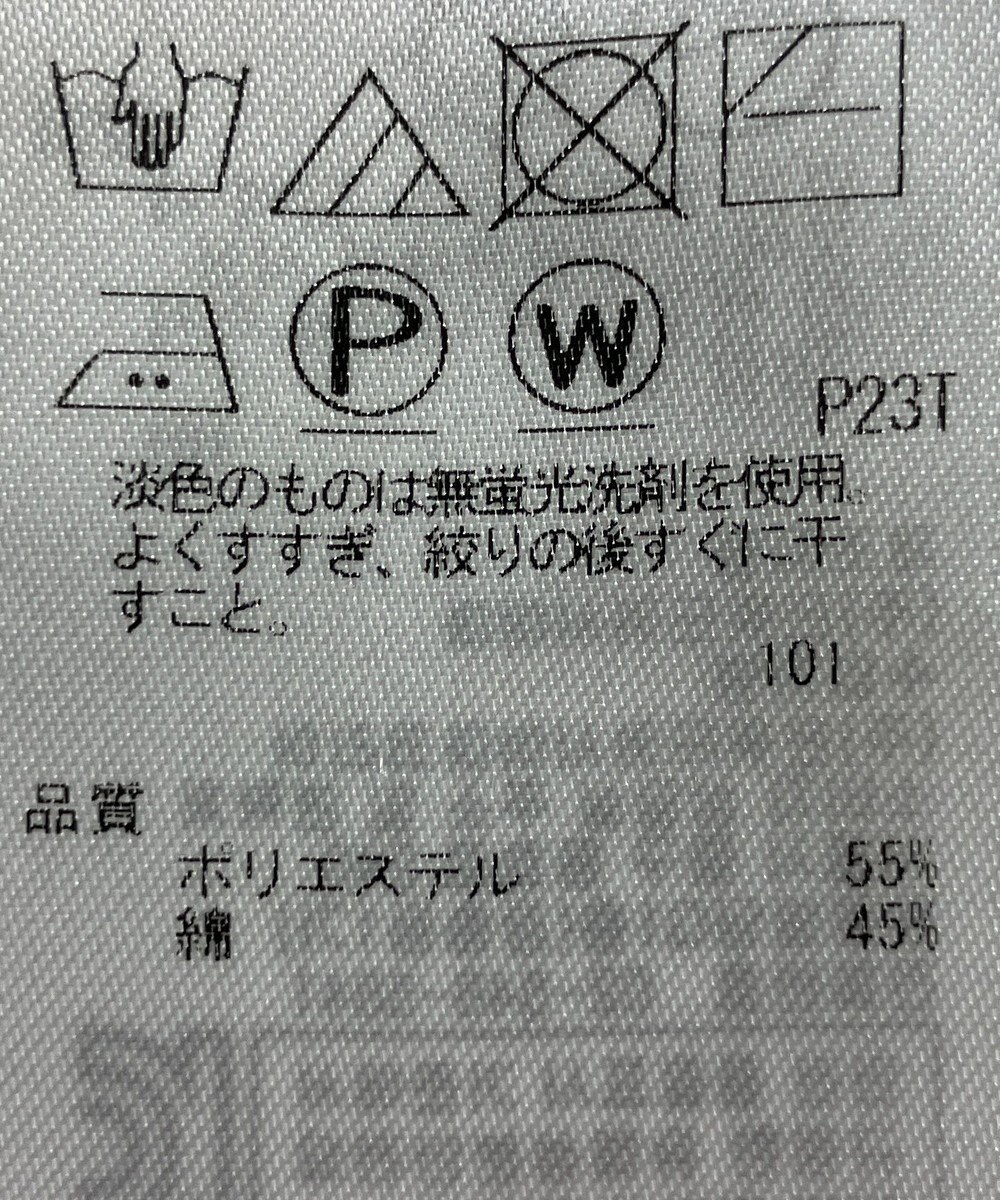 P
W
P23T
淡色のものは無蛍光洗剤を使用。
よくすすぎ、絞りの後すぐに干
すこと。
101
品質
ポリエステル 55%
綿 45%